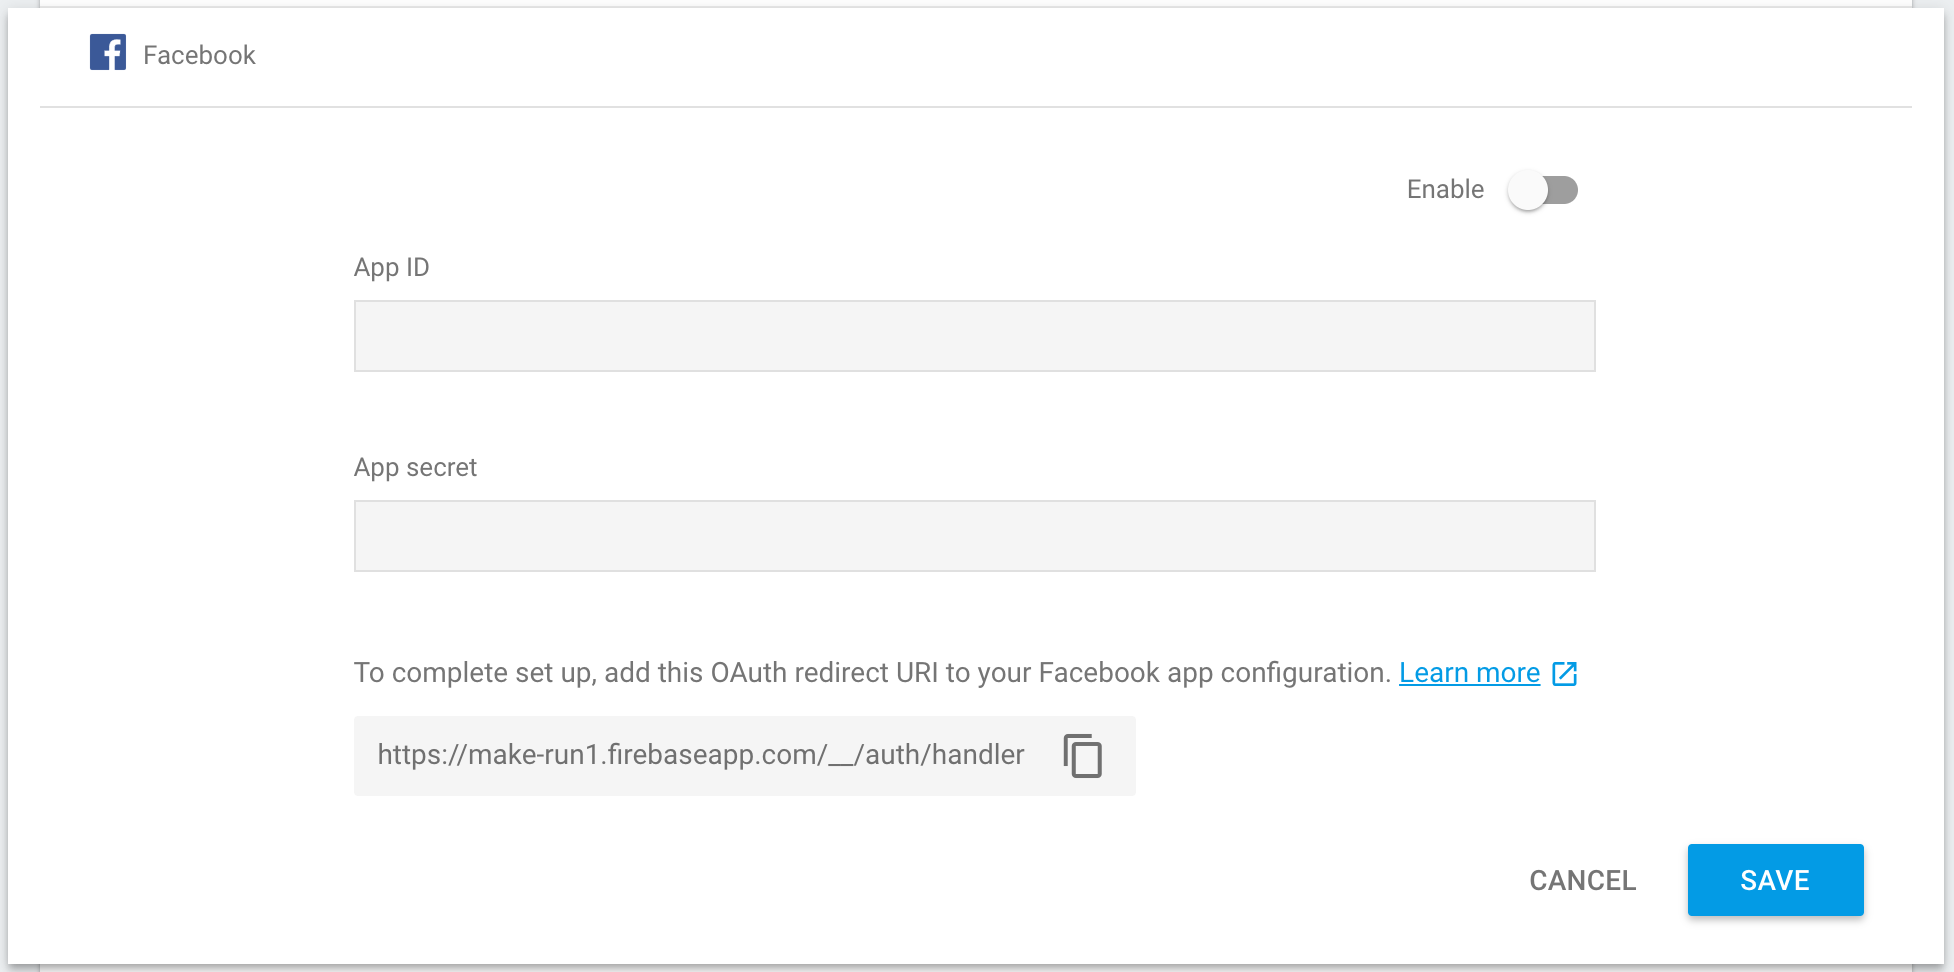 Facebook
Enable
App ID
App secret
To complete set up, add this OAuth redirect URI to your Facebook app configuration. Learn more
https://make-run1.firebaseapp.com/__/auth/handler
CANCEL
SAVE